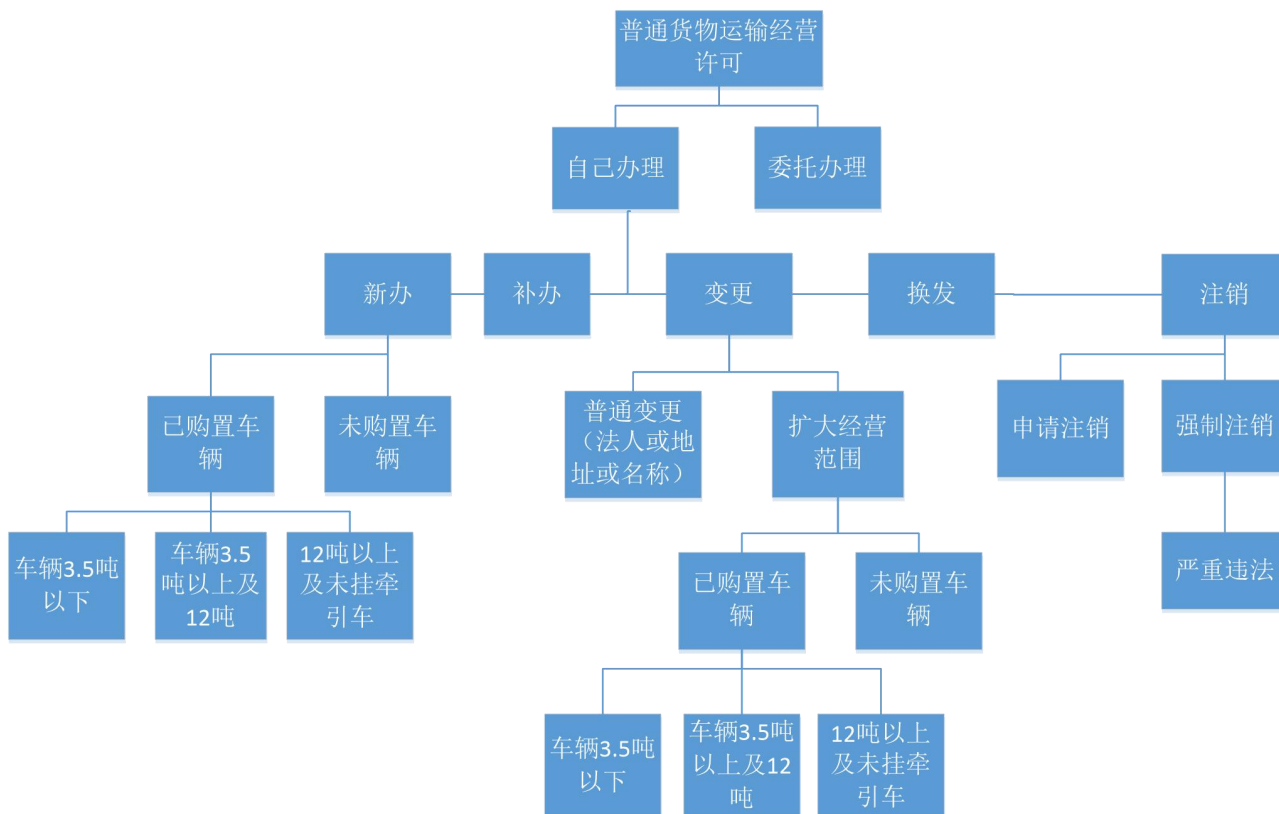 普通货物运输经营
许可
自己办理
委托办理
新办
补办
变更
换发
注销
已购置车
辆
未购置车
辆
普通变更
（法人或地
址或名称）
扩大经营
范围
申请注销
强制注销
车辆3.5吨
以下
车辆3.5
吨以上及
12吨
12吨以上
及未挂牵
引车
已购置车
辆
未购置车
辆
严重违法
车辆3.5吨
以下
车辆3.5吨
以上及12
吨
12吨以上
及未挂牵
引车